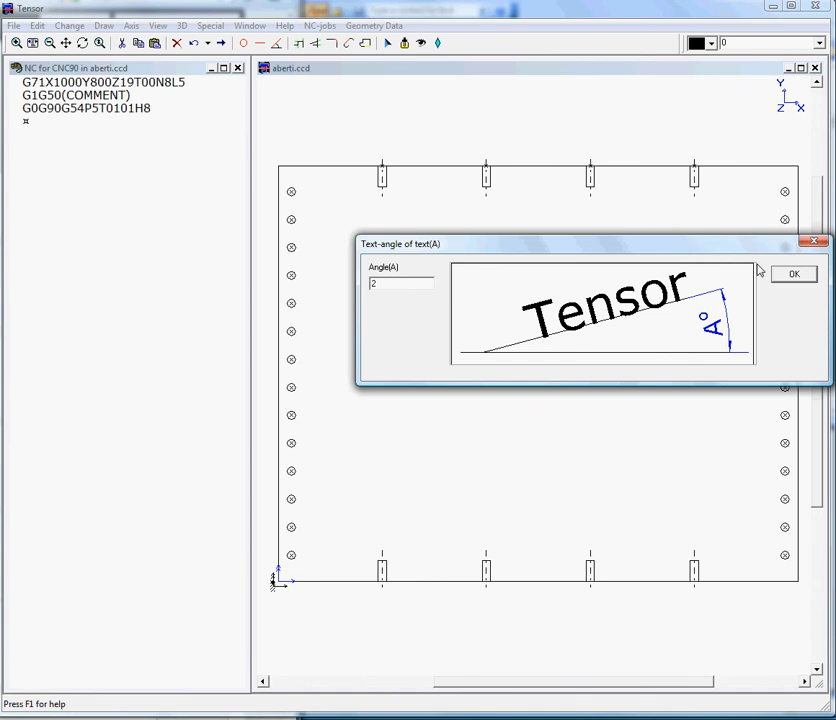 Tensor
File Edit Change Draw Axis View 3D Special Window Help NC-jobs Geometry Data
0
NC for CNC90 in aberti.ccd
G71X1000Y800Z19T00N8L5
G1G50(COMMENT)
G0G90G54P5T0101H8
¤
aberti.ccd
Y
Z X
Text-angle of text(A)
Angle(A)
2
Tensor
A°
OK
Press F1 for help